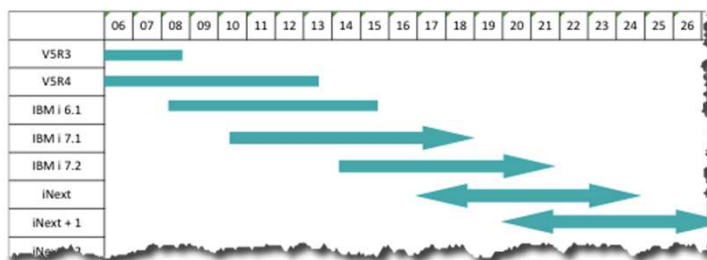 06 07 08 09 10 11 12 13 14 15 16 17 18 19 20 21 22 23 24 25 26
V5R3
V5R4
IBM i 6.1
IBM i 7.1
IBM i 7.2
iNext
iNext + 1